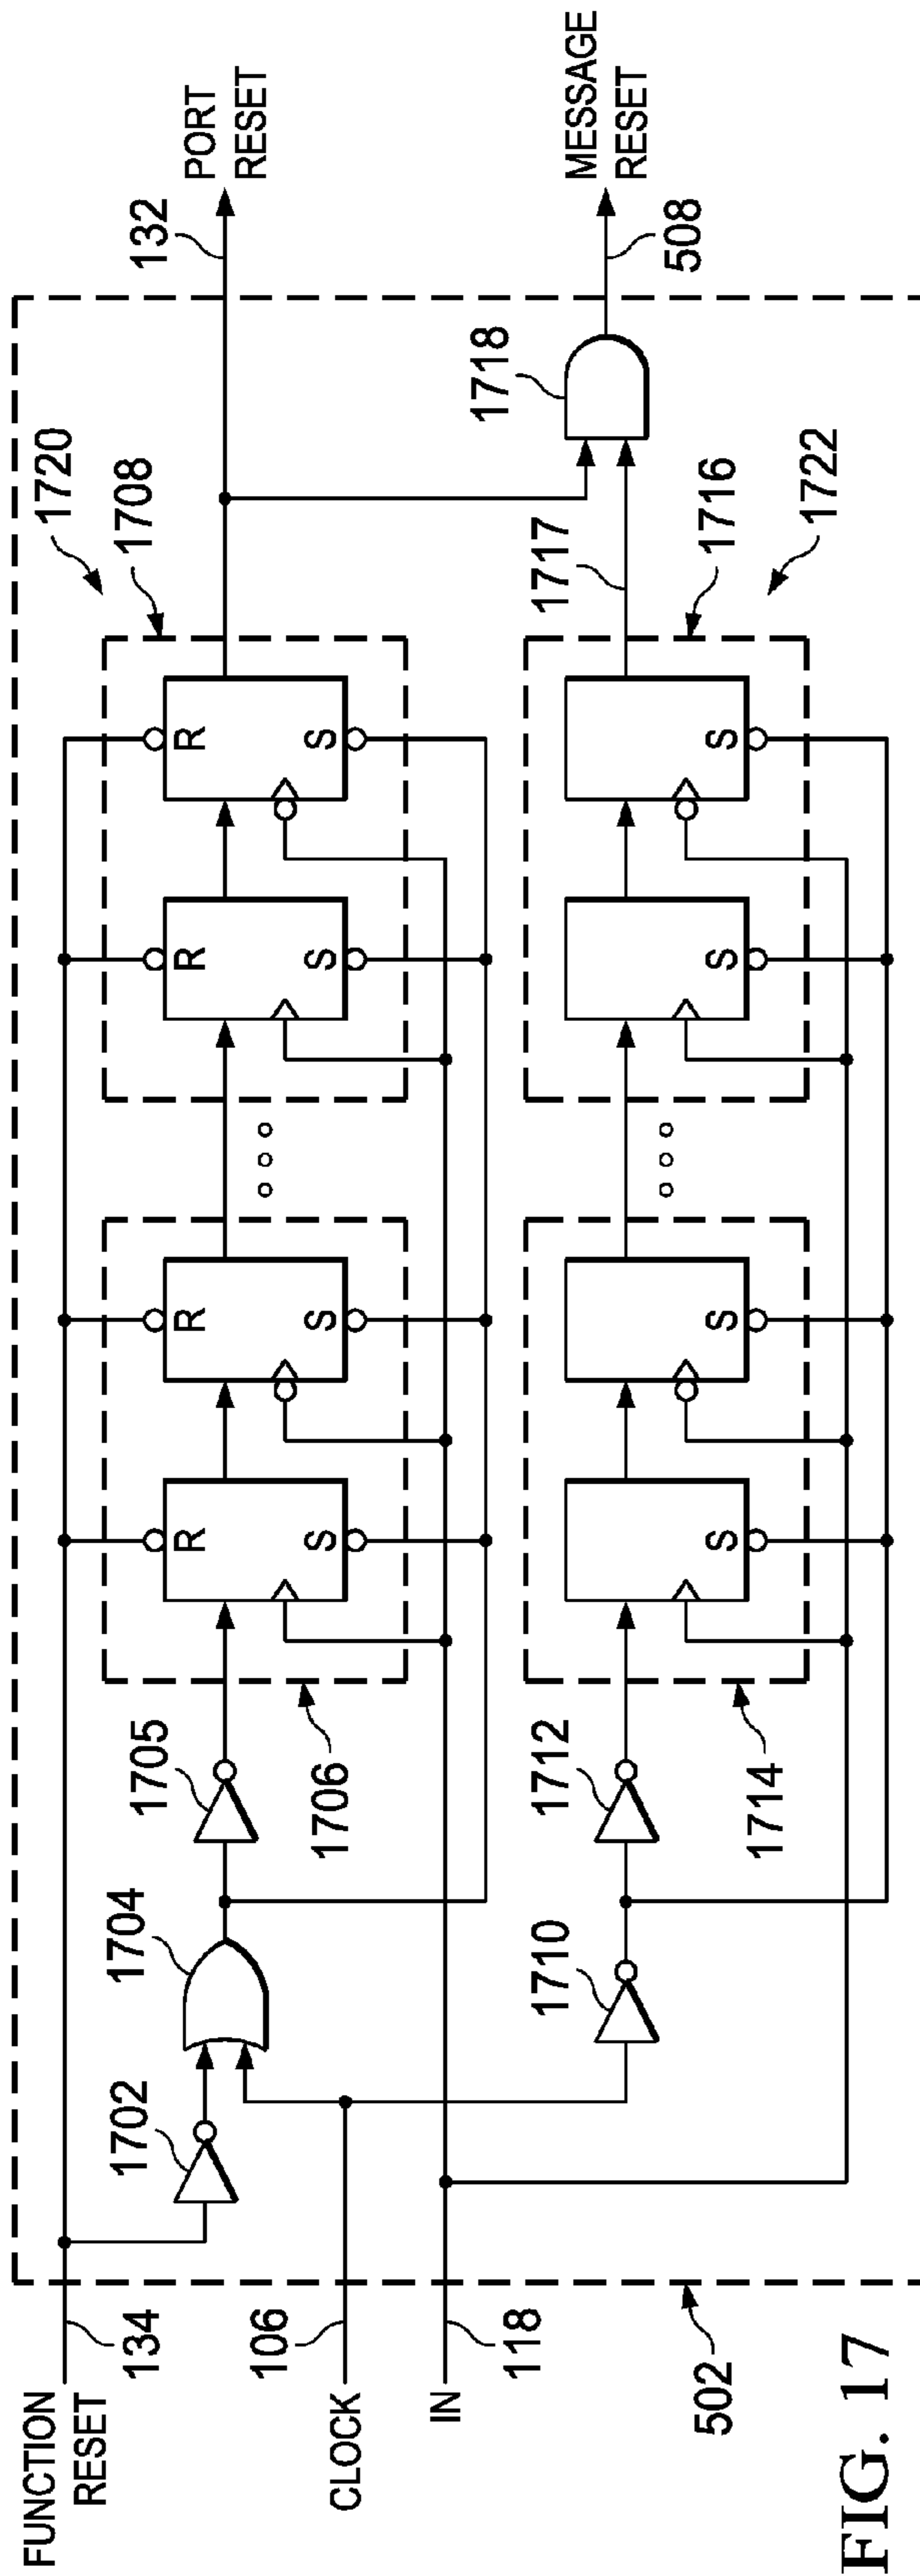 FUNCTION
RESET
134
CLOCK
106
IN
118
502
1702
1704
1705
1706
1710
1712
1714
R
S
R
S
R
S
R
S
S
S
S
S
1708
1720
1716
1722
1717
1718
132
PORT
RESET
508
MESSAGE
RESET
FIG. 17